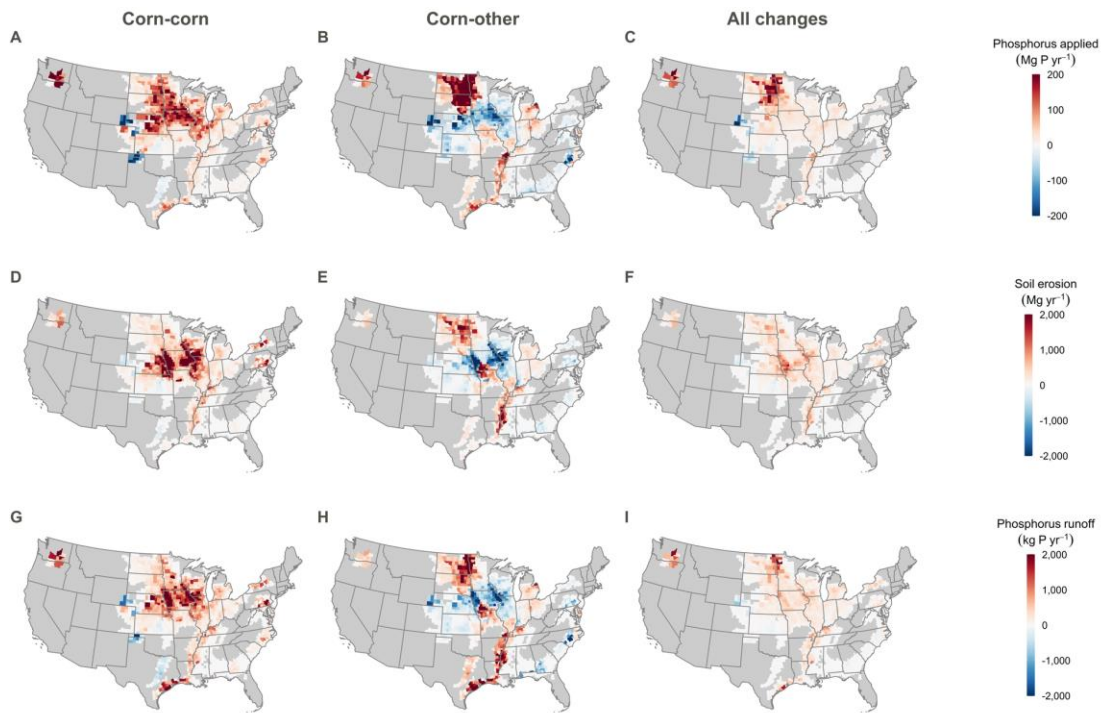 Corn-corn
Corn-other
All changes
A
B
C
Phosphorus applied
(Mg P yr⁻¹)
200
100
0
-100
-200
D
E
F
Soil erosion
(Mg yr⁻¹)
2,000
1,000
0
-1,000
-2,000
G
H
I
Phosphorus runoff
(kg P yr⁻¹)
2,000
1,000
0
-1,000
-2,000